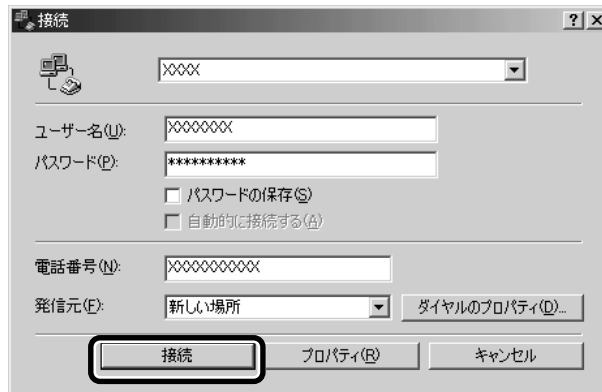 接続
XXXX
ユーザー名(U): XXXXXXX
パスワード(P): **********
パスワードの保存(S)
自動的に接続する(A)
電話番号(N): XXXXXXXXXX
発信元(F): 新しい場所 ダイヤルのプロパティ(D)...
接続 プロパティ(R) キャンセル